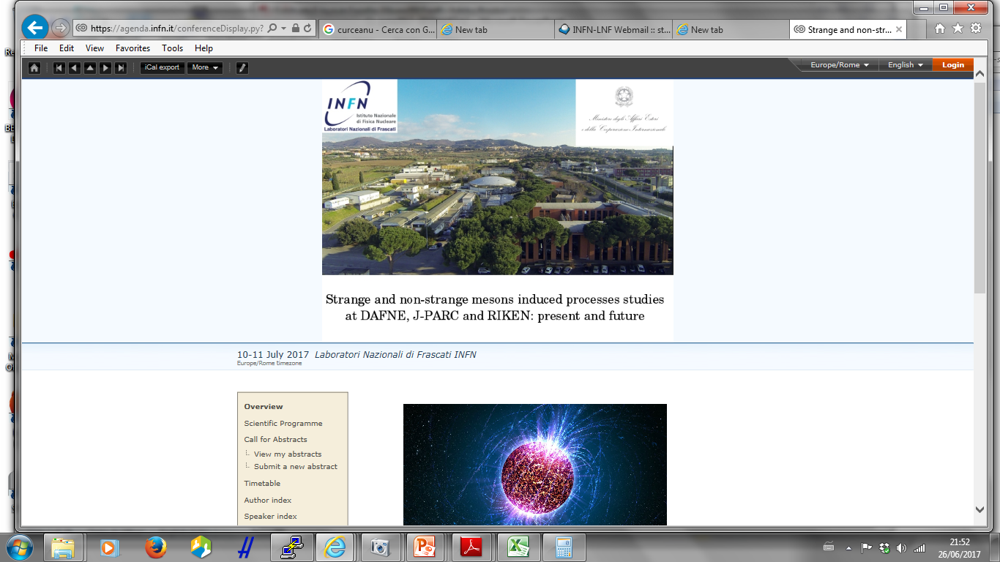 https://agenda.infn.it/conferenceDisplay.py?
curceanu - Cerca con G...
New tab
INFN-LNF Webmail :: st...
New tab
Strange and non-str...
File Edit View Favorites Tools Help
iCal export
More
Europe/Rome
English
Login
INFN
Istituto Nazionale
di Fisica Nucleare
Laboratori Nazionali di Frascati
Ministero degli Affari Esteri
e della Cooperazione Internazionale
Strange and non-strange mesons induced processes studies
at DAFNE, J-PARC and RIKEN: present and future
10-11 July 2017 Laboratori Nazionali di Frascati INFN
Europe/Rome timezone
Overview
Scientific Programme
Call for Abstracts
View my abstracts
Submit a new abstract
Timetable
Author index
Speaker index
21:52
26/06/2017